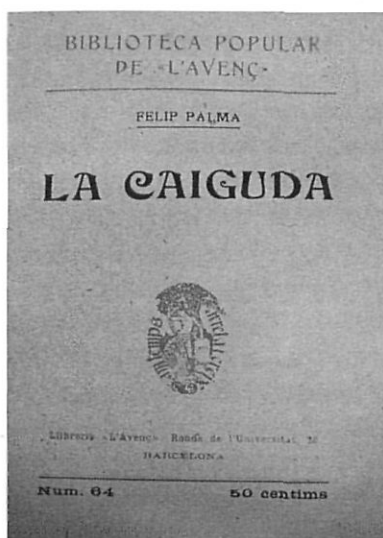 BIBLIOTECA POPULAR
DE «L'AVENÇ»
FELIP PALMA
LA CAIGUDA
Llibreria «L'Avenç» Ronda de l'Universitat,
BARCELONA
Num. 64
50 centims